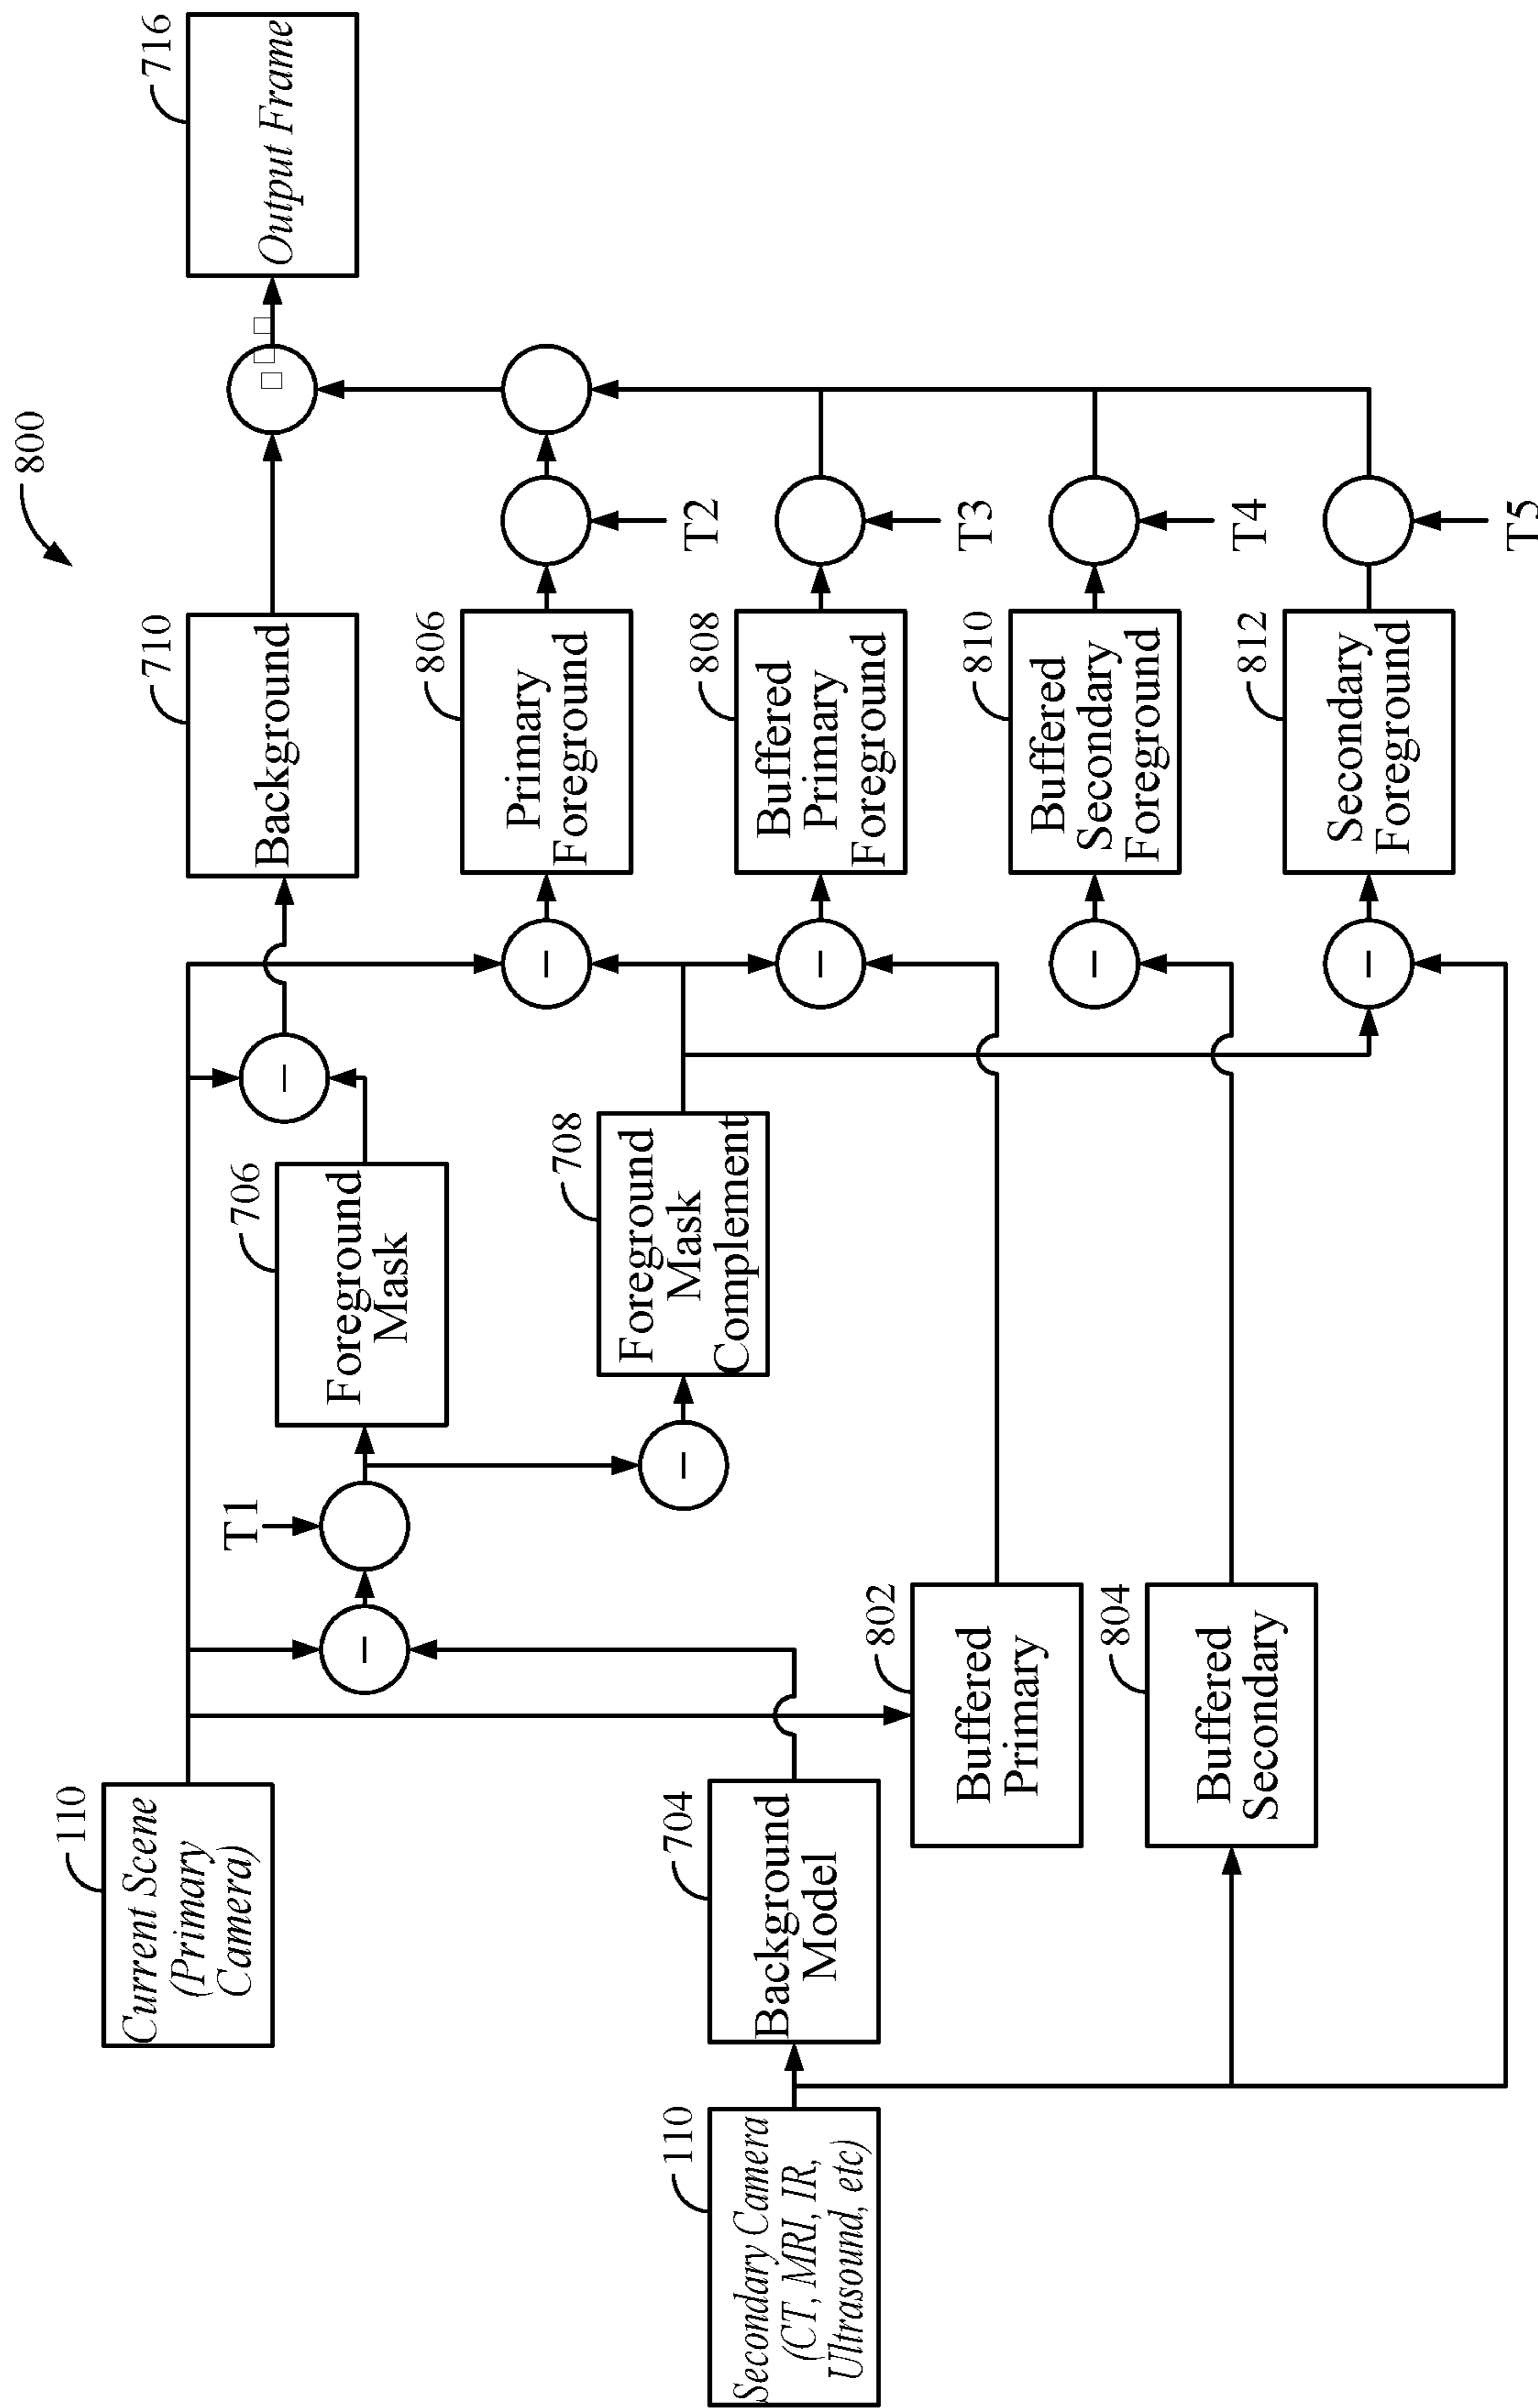 800
110
Current Scene
(Primary
Camera)
T1
706
Foreground
Mask
710
Background
716
Output Frame
708
Foreground
Mask
Complement
806
Primary
Foreground
T2
110
Secondary Camera
(CT, MRI, IR,
Ultrasound, etc)
704
Background
Model
802
Buffered
Primary
808
Buffered
Primary
Foreground
T3
804
Buffered
Secondary
810
Buffered
Secondary
Foreground
T4
812
Secondary
Foreground
T5